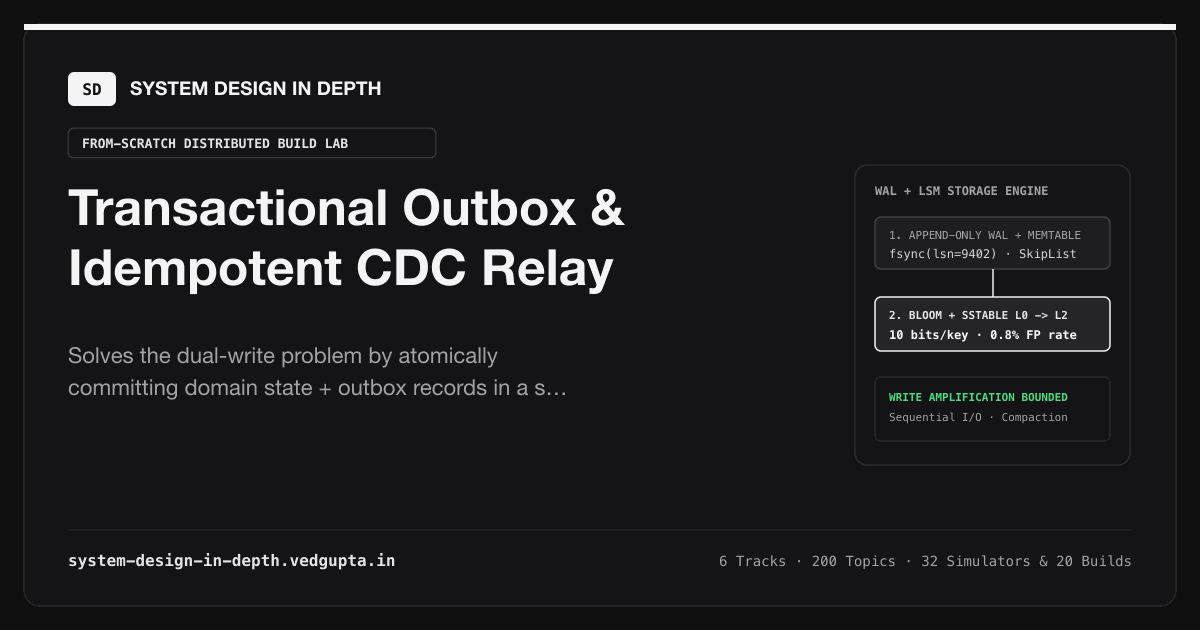 SD
SYSTEM DESIGN IN DEPTH
FROM–SCRATCH DISTRIBUTED BUILD LAB
Transactional Outbox &
Idempotent CDC Relay
Solves the dual-write problem by atomically
committing domain state + outbox records in a s…
WAL + LSM STORAGE ENGINE
1. APPEND–ONLY WAL + MEMTABLE
fsync(lsn=9402) · SkipList
2. BLOOM + SSTABLE L0 –> L2
10 bits/key · 0.8% FP rate
WRITE AMPLIFICATION BOUNDED
Sequential I/O · Compaction
system–design–in–depth.vedgupta.in
6 Tracks · 200 Topics · 32 Simulators & 20 Builds